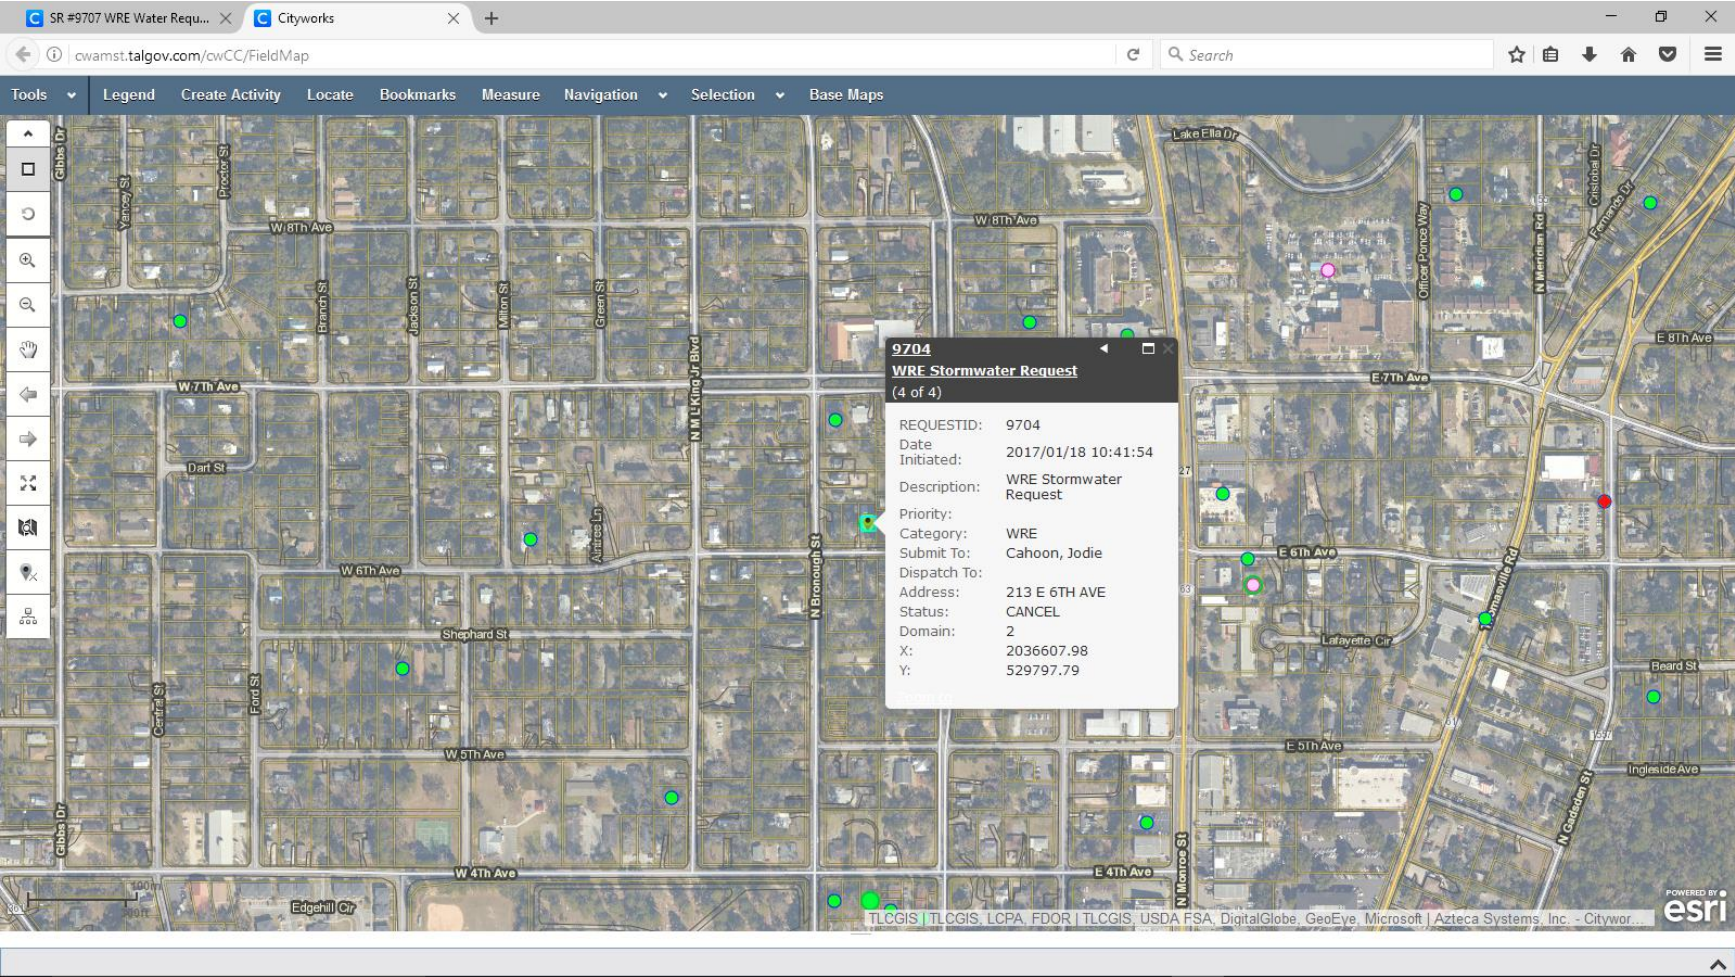 SR #9707 WRE Water Requ...
Cityworks
cwamst.talgov.com/cwCC/FieldMap
Search
Tools
Legend
Create Activity
Locate
Bookmarks
Measure
Navigation
Selection
Base Maps
Gibbs Dr
Yancey St
Proctor St
Lake Ella Dr
Cristobal Dr
Fernando Dr
W 8Th Ave
W 8Th Ave
Officer Ponce Way
N Meridian Rd
Branch St
Jackson St
Milton St
Green St
N M L King Jr Blvd
E 8Th Ave
W 7Th Ave
E 7Th Ave
9704
WRE Stormwater Request
(4 of 4)
REQUESTID: 9704
Date Initiated: 2017/01/18 10:41:54
Description: WRE Stormwater Request
Priority:
Category: WRE
Submit To: Cahoon, Jodie
Dispatch To:
Address: 213 E 6TH AVE
Status: CANCEL
Domain: 2
X: 2036607.98
Y: 529797.79
Dart St
27
Aintree Ln
N Bronough St
E 6Th Ave
W 6Th Ave
63
Thomasville Rd
Shephard St
Lafayette Cir
Beard St
Central St
Ford St
61
W 5Th Ave
E 5Th Ave
Ingleside Ave
Gibbs Dr
N Gadsden St
N Monroe St
W 4Th Ave
E 4Th Ave
100m
Edgehill Cir
TLCGIS | TLCGIS, LCPA, FDOR | TLCGIS, USDA FSA, DigitalGlobe, GeoEye, Microsoft | Azteca Systems, Inc. - Citywor...
POWERED BY
esri